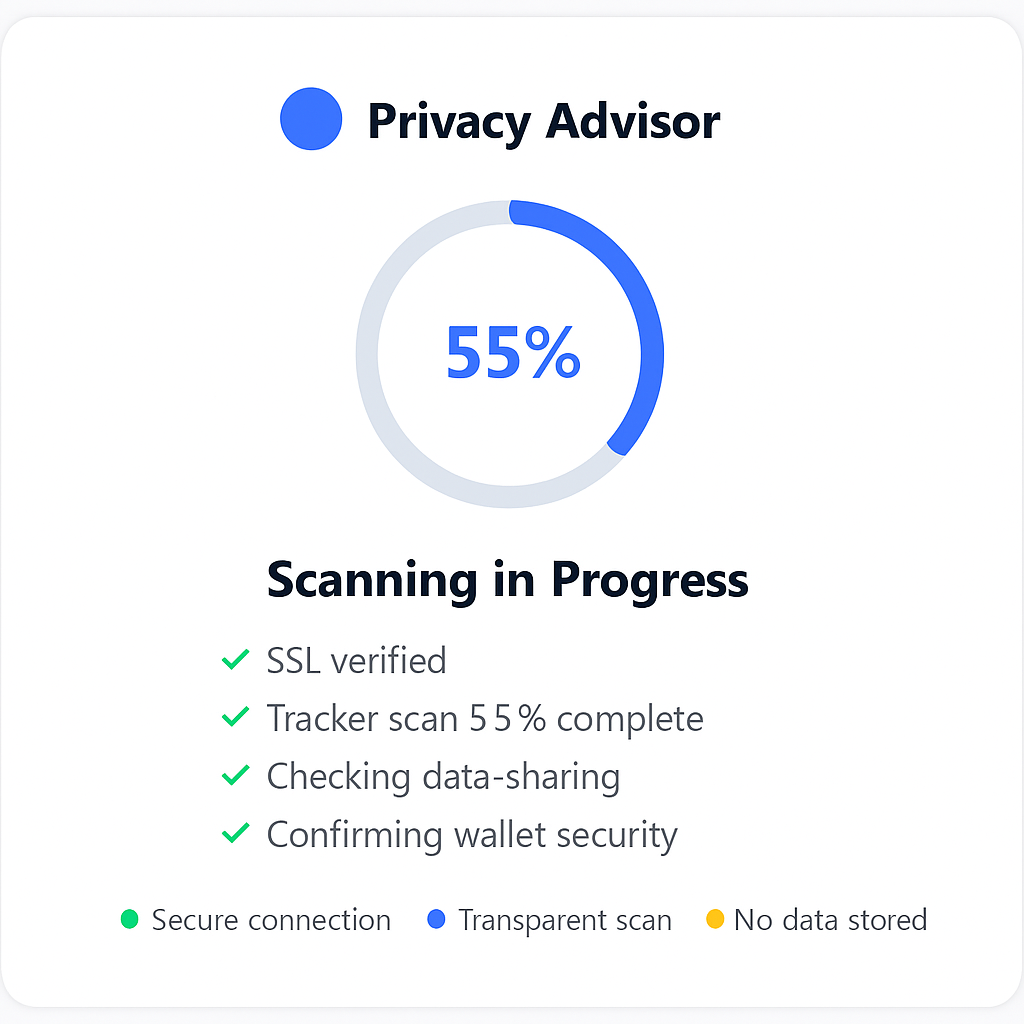 Privacy Advisor
55%
Scanning in Progress
SSL verified
Tracker scan 55% complete
Checking data-sharing
Confirming wallet security
Secure connection Transparent scan No data stored